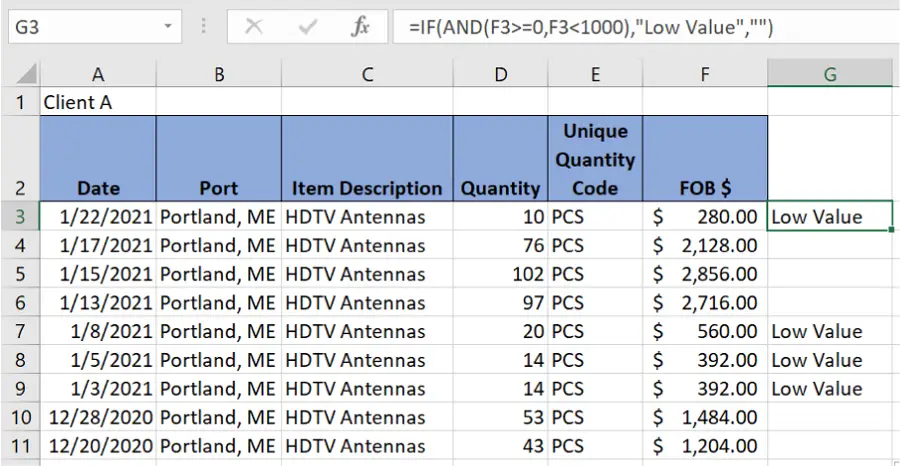 G3 =IF(AND(F3>=0,F3<1000),"Low Value","")
A B C D E F G
1 Client A
2 Date Port Item Description Quantity Unique Quantity Code FOB $
3 1/22/2021 Portland, ME HDTV Antennas 10 PCS $ 280.00 Low Value
4 1/17/2021 Portland, ME HDTV Antennas 76 PCS $ 2,128.00
5 1/15/2021 Portland, ME HDTV Antennas 102 PCS $ 2,856.00
6 1/13/2021 Portland, ME HDTV Antennas 97 PCS $ 2,716.00
7 1/8/2021 Portland, ME HDTV Antennas 20 PCS $ 560.00 Low Value
8 1/5/2021 Portland, ME HDTV Antennas 14 PCS $ 392.00 Low Value
9 1/3/2021 Portland, ME HDTV Antennas 14 PCS $ 392.00 Low Value
10 12/28/2020 Portland, ME HDTV Antennas 53 PCS $ 1,484.00
11 12/20/2020 Portland, ME HDTV Antennas 43 PCS $ 1,204.00